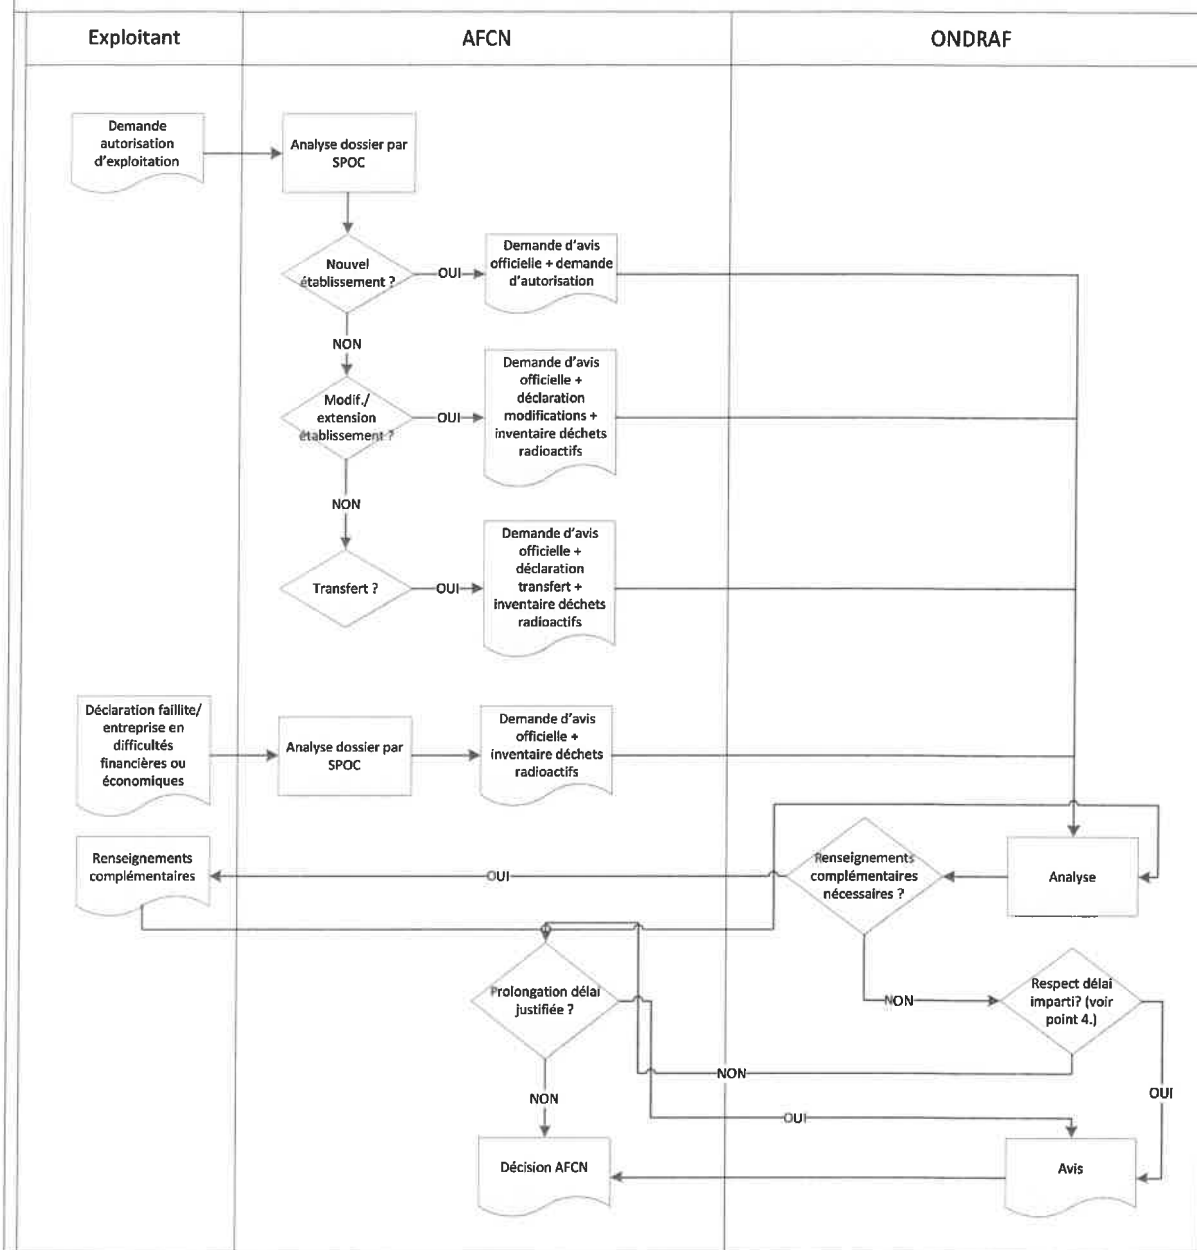 Exploitant
AFCN
ONDRAF
Demande
autorisation
d'exploitation
Analyse dossier par
SPOC
Nouvel
établissement ?
OUI
Demande d'avis
officielle + demande
d'autorisation
NON
Modif./
extension
établissement ?
OUI
Demande d'avis
officielle +
déclaration
modifications +
inventaire déchets
radioactifs
NON
Transfert ?
OUI
Demande d'avis
officielle +
déclaration
transfert +
inventaire déchets
radioactifs
Déclaration faillite/
entreprise en
difficultés
financières ou
économiques
Analyse dossier par
SPOC
Demande d'avis
officielle +
inventaire déchets
radioactifs
Renseignements
complémentaires
OUI
Renseignements
complémentaires
nécessaires ?
Analyse
Prolongation délai
justifiée ?
NON
Respect délai
imparti? (voir
point 4.)
NON
OUI
NON
OUI
Décision AFCN
Avis